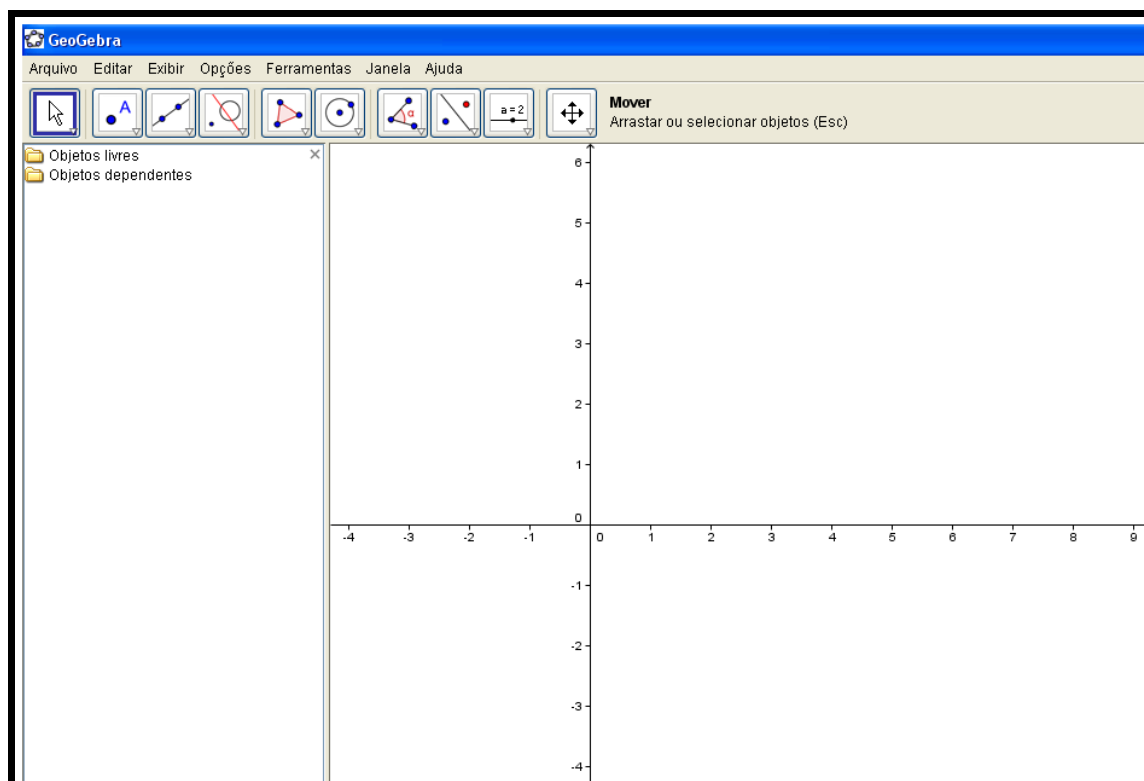 GeoGebra
Arquivo Editar Exibir Opções Ferramentas Janela Ajuda
A
α
a = 2
Mover
Arrastar ou selecionar objetos (Esc)
Objetos livres
Objetos dependentes
6
5
4
3
2
1
0
-4 -3 -2 -1 0 1 2 3 4 5 6 7 8 9
-1
-2
-3
-4